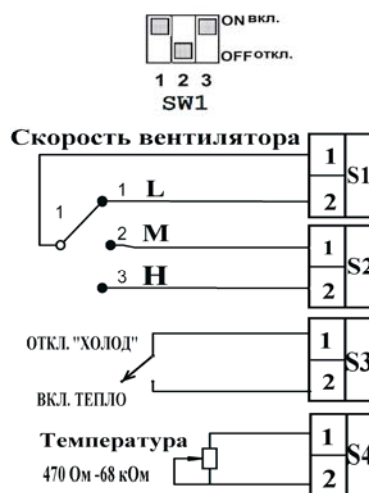 ON ВКЛ.
OFF ОТКЛ.
1 2 3
SW1
Скорость вентилятора
1
S1
1 L
2
1
2 M
1
S2
3 H
2
ОТКЛ. "ХОЛОД"
1
S3
2
ВКЛ. ТЕПЛО
Температура
1
S4
470 Ом -68 кОм
2